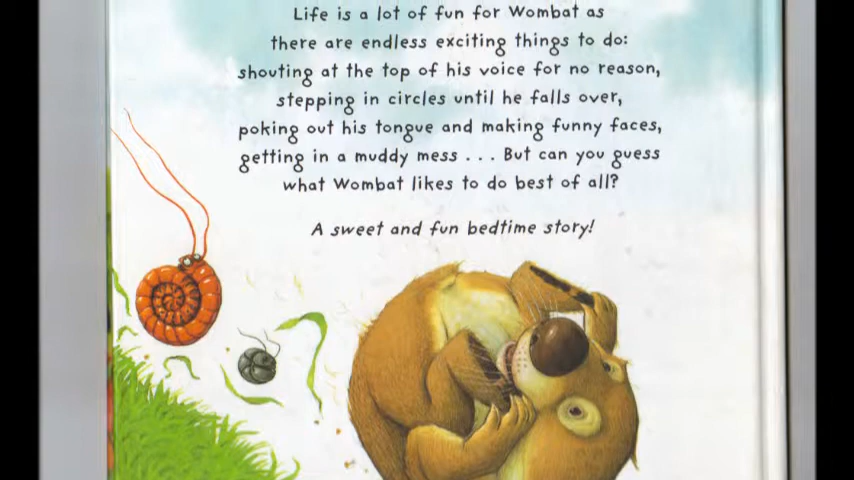 Life is a lot of fun for Wombat as
there are endless exciting things to do:
shouting at the top of his voice for no reason,
stepping in circles until he falls over,
poking out his tongue and making funny faces,
getting in a muddy mess . . . But can you guess
what Wombat likes to do best of all?
A sweet and fun bedtime story!